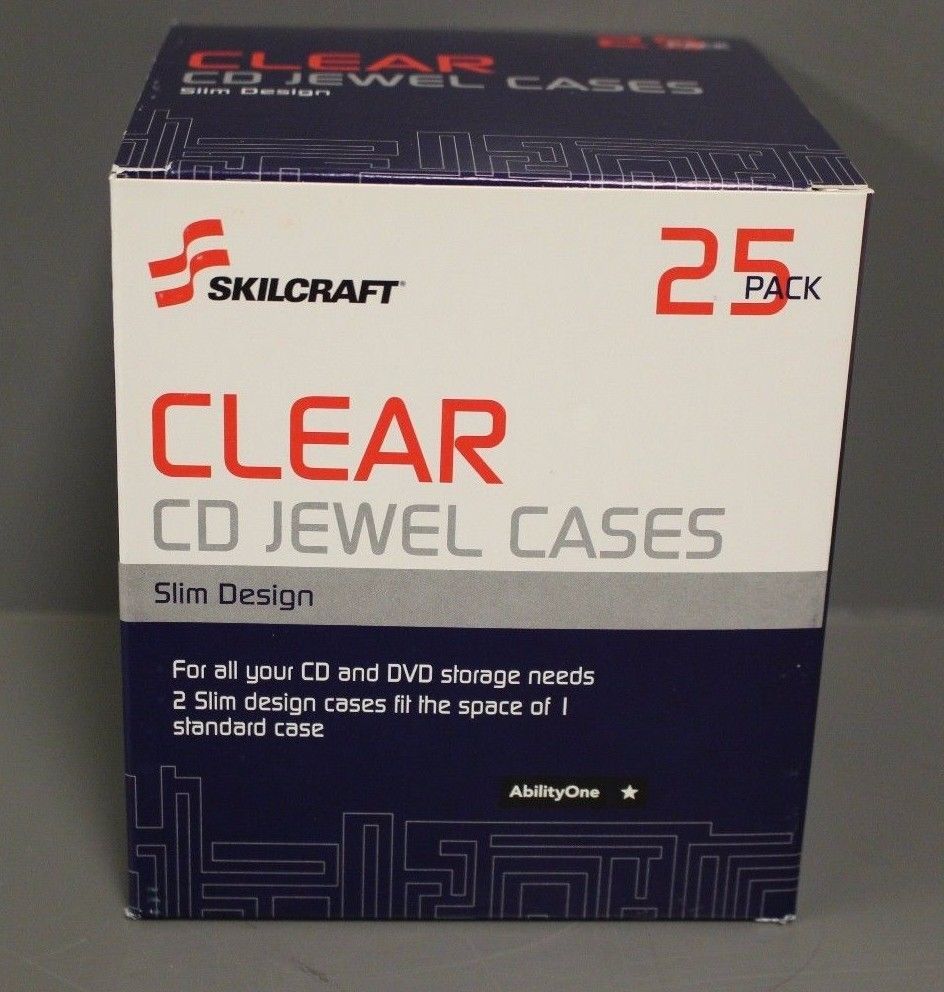 CLEAR
25
CD JEWEL CASES
Slim Design
SKILCRAFT
25
PACK
CLEAR
CD JEWEL CASES
Slim Design
For all your CD and DVD storage needs
2 Slim design cases fit the space of 1
standard case
AbilityOne